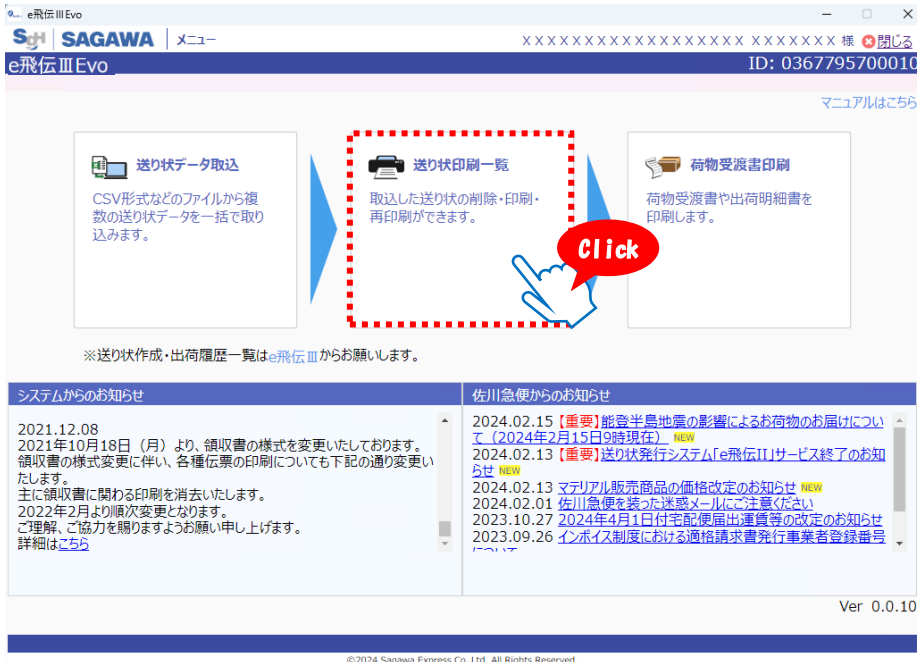 e飛伝ⅢEvo
SGH SAGAWA メニュー
XXXXXXXXXXXXXXXXXX XXXXXXX 様 閉じる
e飛伝ⅢEvo
ID: 036779570001
マニュアルはこちら
送り状データ取込
CSV形式などのファイルから複
数の送り状データを一括で取り
込みます。
送り状印刷一覧
取込した送り状の削除・印刷・
再印刷ができます。
Click
荷物受渡書印刷
荷物受渡書や出荷明細書を
印刷します。
※送り状作成・出荷履歴一覧はe飛伝Ⅲからお願いします。
システムからのお知らせ
2021.12.08
2021年10月18日（月）より、領収書の様式を変更いたしております。
領収書の様式変更に伴い、各種伝票の印刷についても下記の通り変更い
たします。
主に領収書に関わる印刷を消去いたします。
2022年2月より順次変更となります。
ご理解、ご協力を賜りますようお願い申し上げます。
詳細はこちら
佐川急便からのお知らせ
2024.02.15【重要】能登半島地震の影響によるお荷物のお届けについ
て（2024年2月15日9時現在） NEW
2024.02.13【重要】送り状発行システム「e飛伝II」サービス終了のお知
らせ NEW
2024.02.13 マテリアル販売商品の価格改定のお知らせ NEW
2024.02.01 佐川急便を装った迷惑メールにご注意ください
2023.10.27 2024年4月1日付宅配便届出運賃等の改定のお知らせ
2023.09.26 インボイス制度における適格請求書発行事業者登録番号
について
Ver 0.0.10
©2024 Sagawa Express Co.,Ltd. All Rights Reserved.